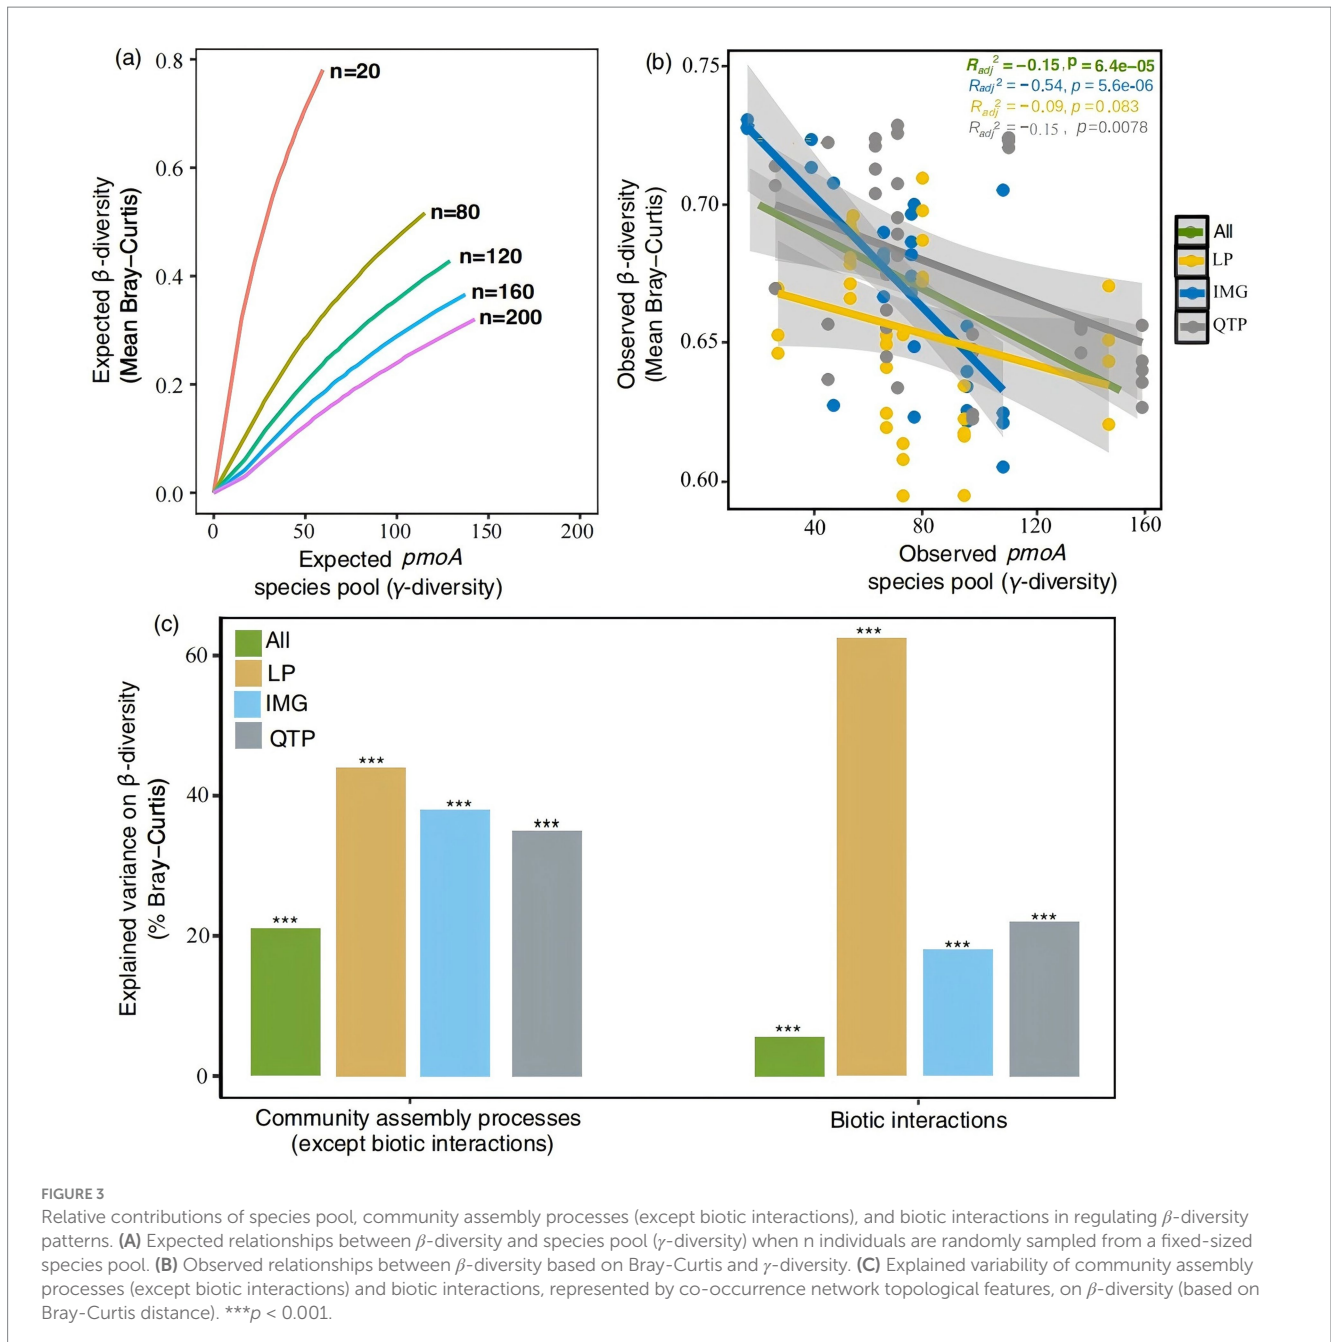 (a)
0.8
0.6
0.4
0.2
0.0
Expected β-diversity
(Mean Bray–Curtis)
n=20
n=80
n=120
n=160
n=200
0 50 100 150 200
Expected pmoA
species pool (γ-diversity)
(b)
0.75
0.70
0.65
0.60
Observed β-diversity
(Mean Bray–Curtis)
Radj² = −0.15, p = 6.4e−05
Radj² = −0.54, p = 5.6e-06
Radj² = −0.09, p = 0.083
Radj² = −0.15 , p=0.0078
40 80 120 160
Observed pmoA
species pool (γ-diversity)
All
LP
IMG
QTP
(c)
60
40
20
0
Explained variance on β-diversity
(% Bray–Curtis)
All
LP
IMG
QTP
***
***
***
***
***
***
***
***
Community assembly processes
(except biotic interactions)
Biotic interactions
FIGURE 3
Relative contributions of species pool, community assembly processes (except biotic interactions), and biotic interactions in regulating β-diversity
patterns. (A) Expected relationships between β-diversity and species pool (γ-diversity) when n individuals are randomly sampled from a fixed-sized
species pool. (B) Observed relationships between β-diversity based on Bray-Curtis and γ-diversity. (C) Explained variability of community assembly
processes (except biotic interactions) and biotic interactions, represented by co-occurrence network topological features, on β-diversity (based on
Bray-Curtis distance). ***p < 0.001.